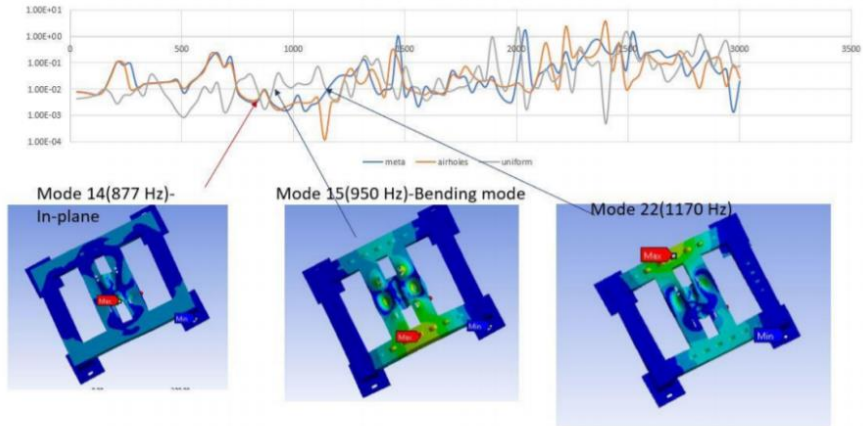 1.00E+01
1.00E+00
0 500 1000 1500 2000 2500 3000 3500
1.00E-01
1.00E-02
1.00E-03
1.00E-04
meta airhoies uniform
Mode 14(877 Hz)-
In-plane
Mode 15(950 Hz)-Bending mode
Mode 22(1170 Hz)
Max
Min
Max
Min
Max
Min